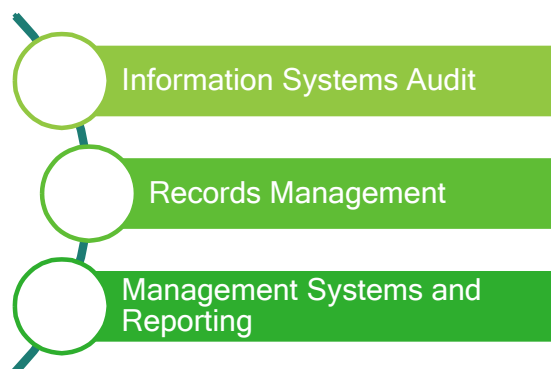 Information Systems Audit
Records Management
Management Systems and
Reporting